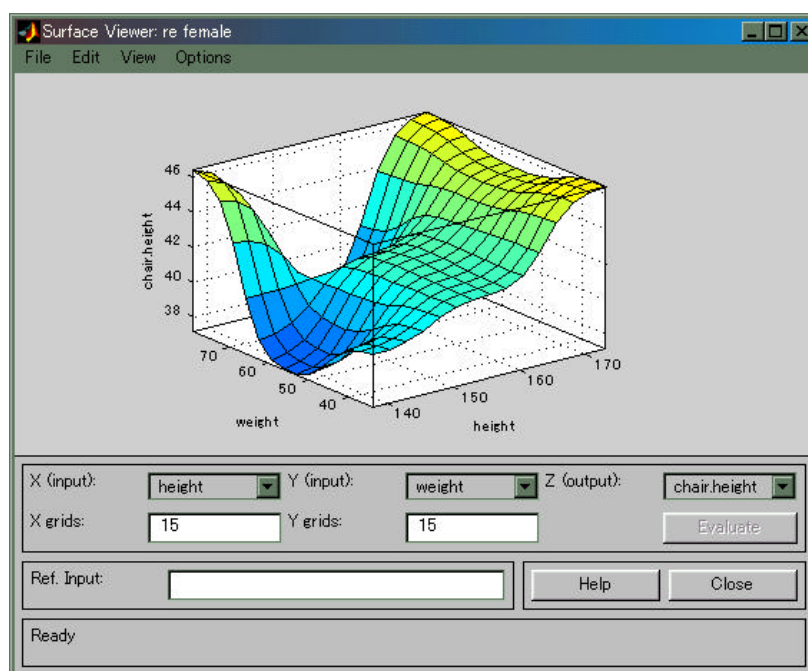 Surface Viewer: re female
File Edit View Options
46
44
42
40
38
chair.height
70
60
50
40
weight
140
150
160
170
height
X (input): height Y (input): weight Z (output): chair.height
X grids: 15 Y grids: 15 Evaluate
Ref. Input: Help Close
Ready